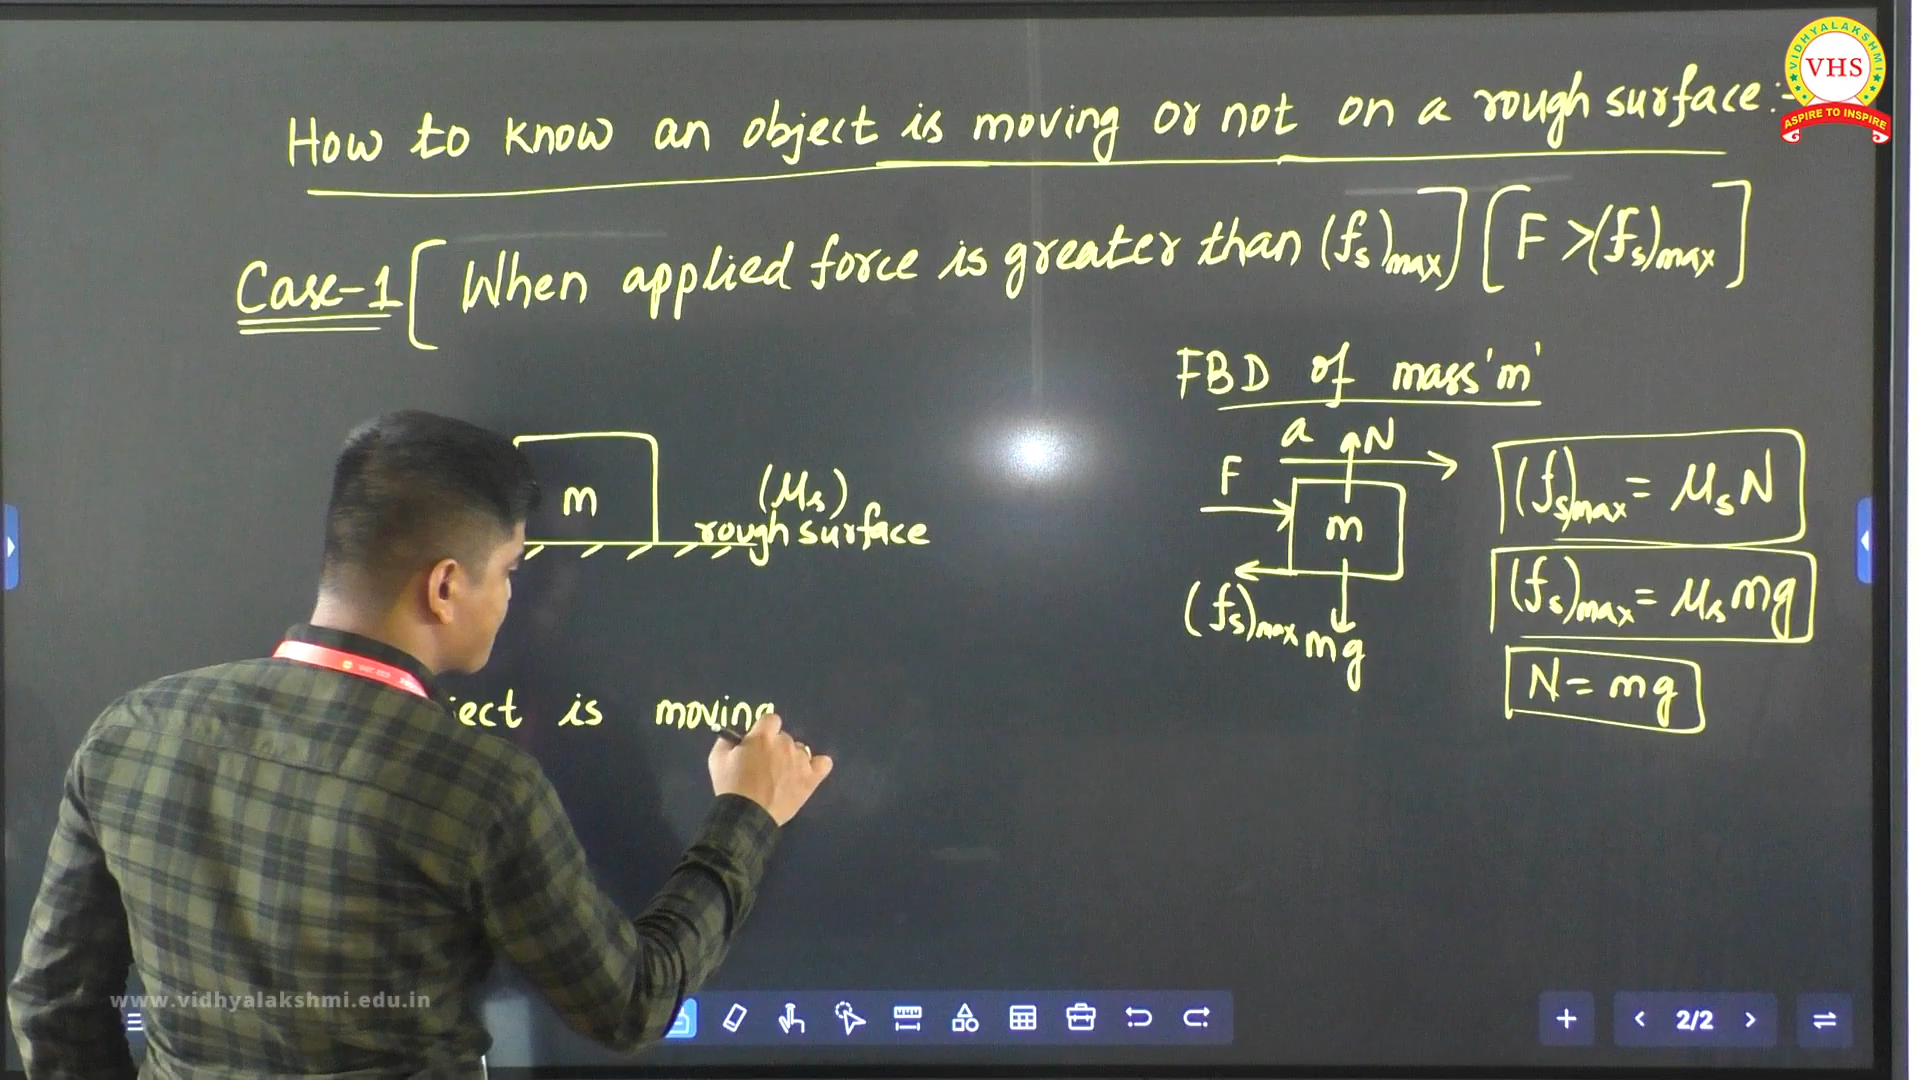 How to know an object is moving or not on a rough surface:-
Case-1 [When applied force is greater than (fs)max] [F >(fs)max]
FBD of mass 'm'
a N
F
m
(μs)
rough surface
m
(fs)max
mg
(fs)max = μsN
(fs)max = μsmg
N = mg
ject is moving
VIDHYALAKSHMI
VHS
ASPIRE TO INSPIRE
www.vidhyalakshmi.edu.in
2/2